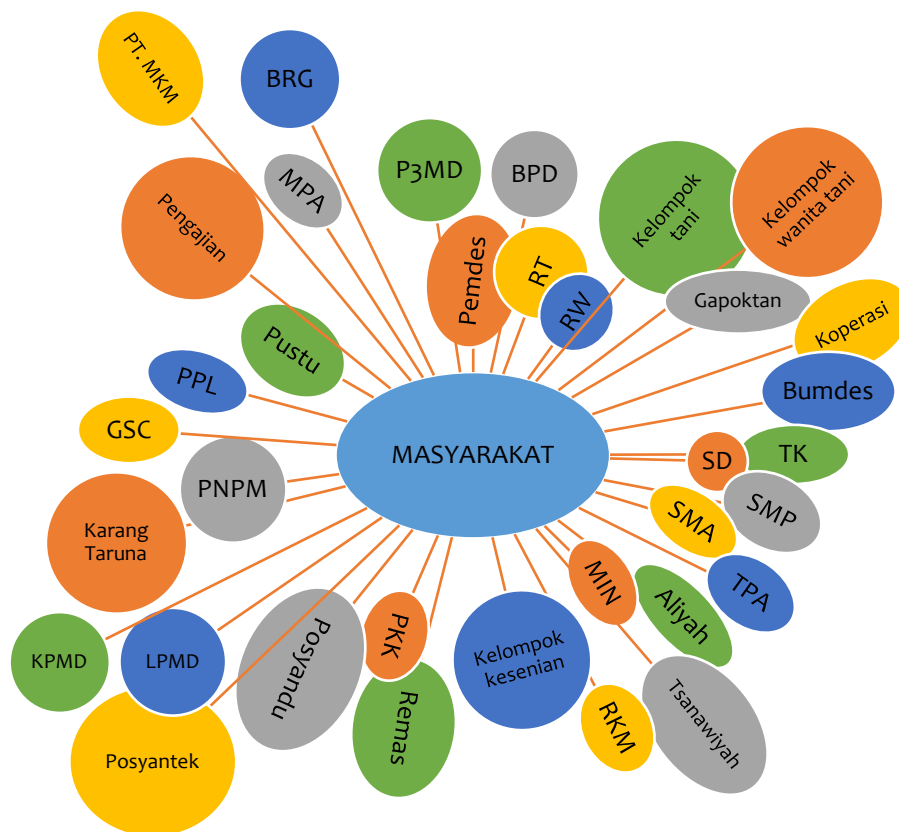 PT. MKM
BRG
P3MD
BPD
MPA
Kelompok
tani
Kelompok
wanita tani
Pengajian
Pemdes
RT
RW
Gapoktan
Koperasi
Pustu
PPL
Bumdes
GSC
MASYARAKAT
SD
TK
PNPM
SMA
SMP
Karang
Taruna
MIN
TPA
Aliyah
KPMD
LPMD
Posyandu
PKK
Kelompok
kesenian
Tsanawiyah
Remas
RKM
Posyantek